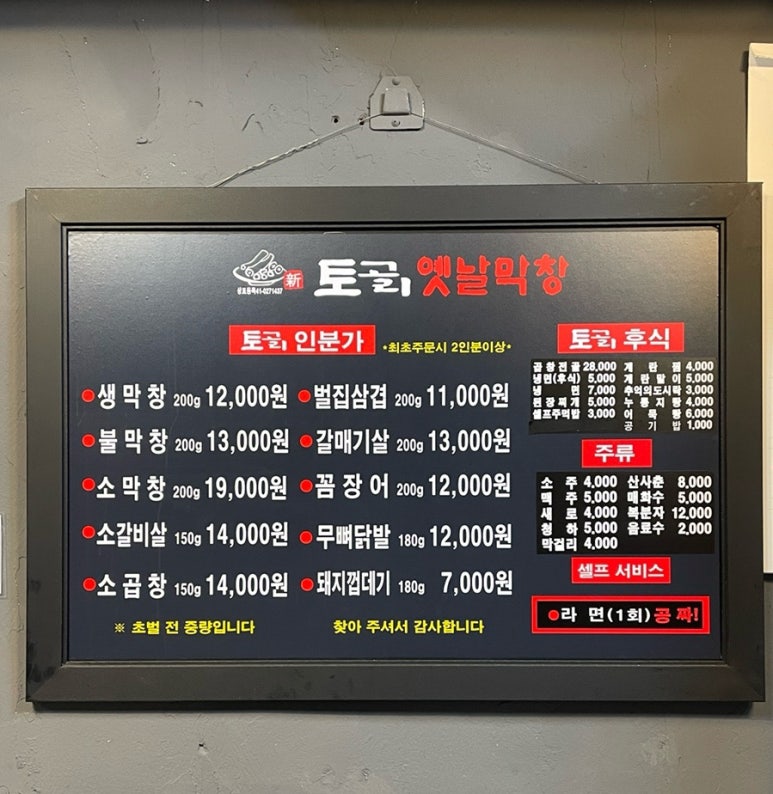 상표등록41-0271437
新
토골 옛날막창
토골 인분가 •최초주문시 2인분이상•
●생막창 200g 12,000원
●불막창 200g 13,000원
●소막창 200g 19,000원
●소갈비살 150g 14,000원
●소곱창 150g 14,000원
●벌집삼겹 200g 11,000원
●갈매기살 200g 13,000원
●꼼장어 200g 12,000원
●무뼈닭발 180g 12,000원
●돼지껍데기 180g 7,000원
※ 초벌 전 중량입니다
찾아 주셔서 감사합니다
토골 후식
곱창전골 28,000
냉면(후식) 5,000
냉면 7,000
된장찌개 5,000
셀프주먹밥 3,000
계란찜 4,000
계란말이 5,000
추억의도시락 3,000
누룽지탕 4,000
어묵탕 6,000
공기밥 1,000
주류
소주 4,000
맥주 5,000
새로 4,000
청하 5,000
막걸리 4,000
산사춘 8,000
매화수 5,000
복분자 12,000
음료수 2,000
셀프 서비스
●라면(1회)공짜!